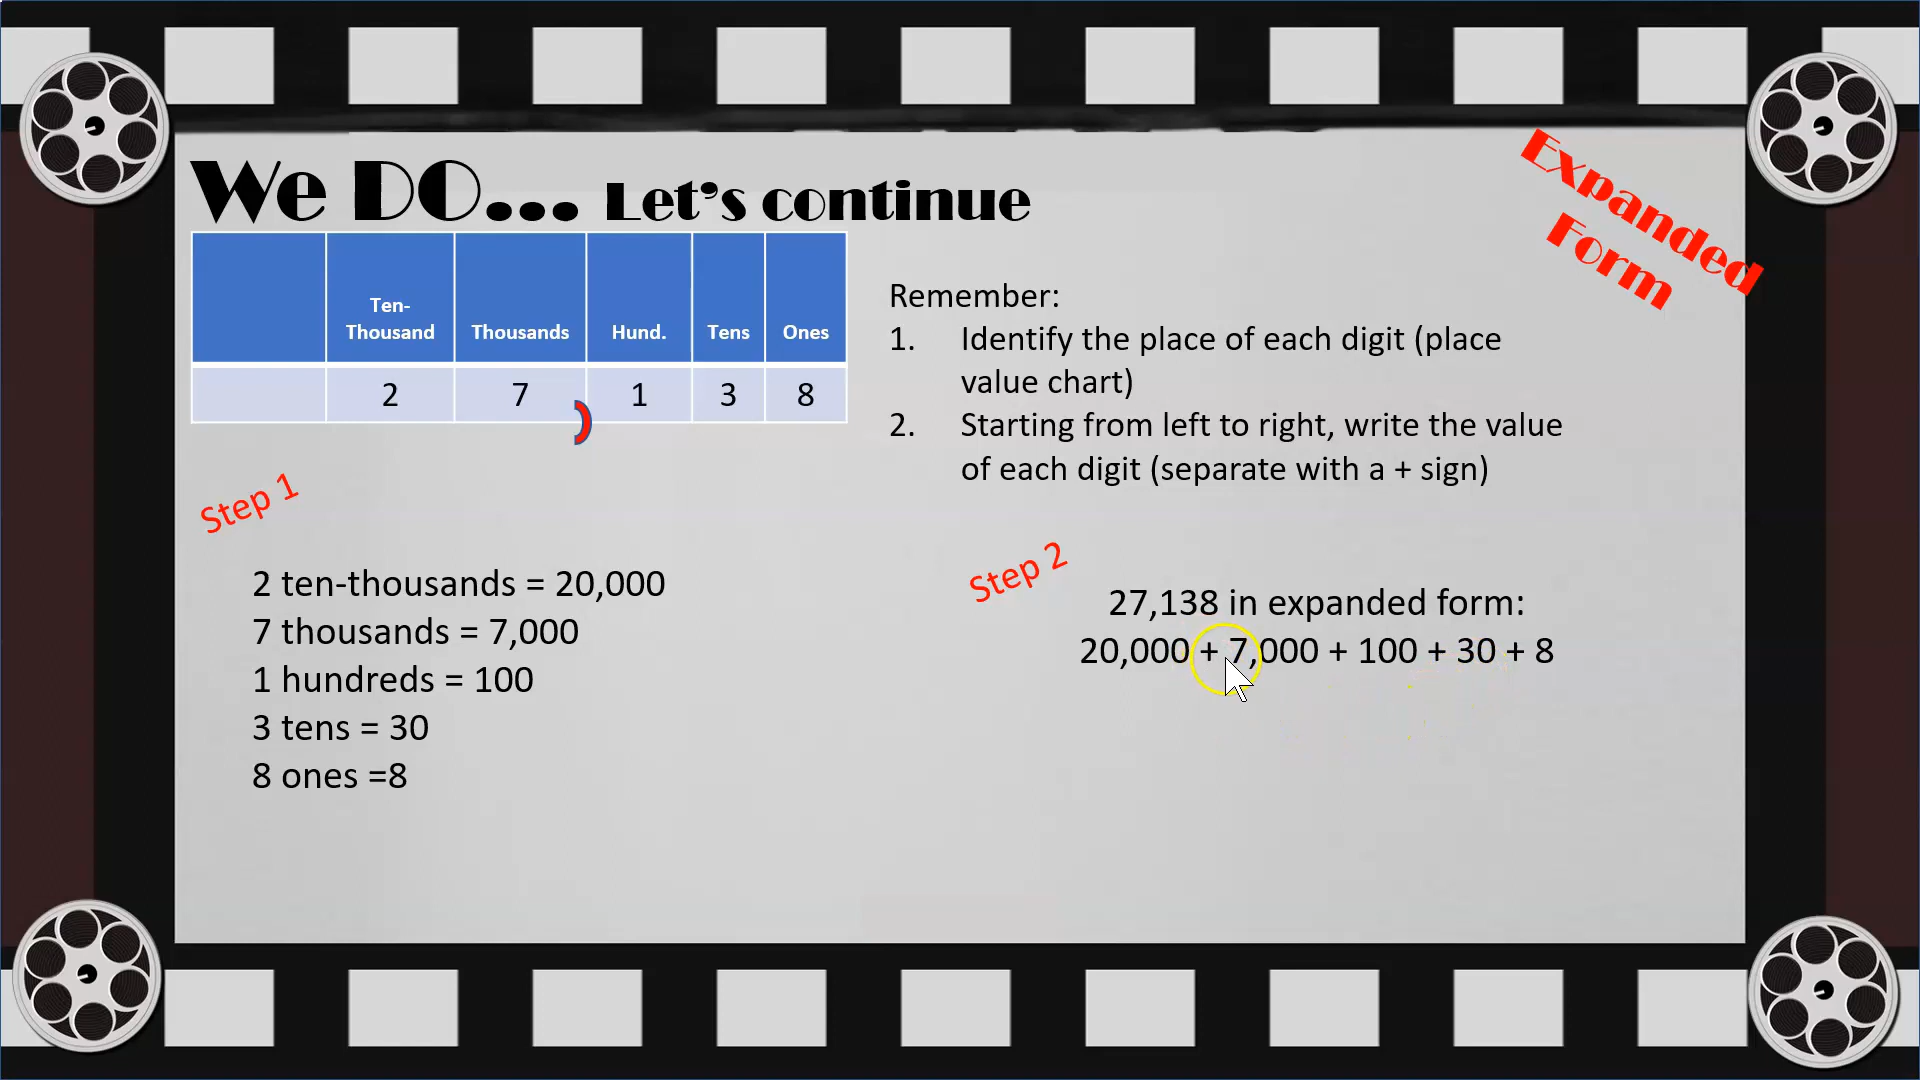 We DO... Let's continue
Expanded
Form
Ten-
Thousand Thousands Hund. Tens Ones
2 7 , 1 3 8
Remember:
1. Identify the place of each digit (place
value chart)
2. Starting from left to right, write the value
of each digit (separate with a + sign)
Step 1
2 ten-thousands = 20,000
7 thousands = 7,000
1 hundreds = 100
3 tens = 30
8 ones =8
Step 2
27,138 in expanded form:
20,000 + 7,000 + 100 + 30 + 8